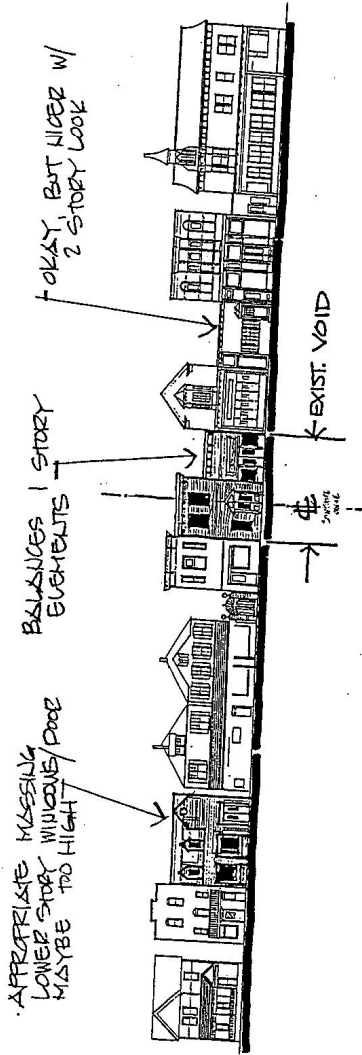 · APPROPRIATE MASSING
LOWER STORY WINDOWS/DOOR
MAYBE TOO HIGH
BALANCES 1 STORY
ELEMENTS
OKAY, BUT NICER W/
2 STORY LOOK
℄
EXIST. VOID